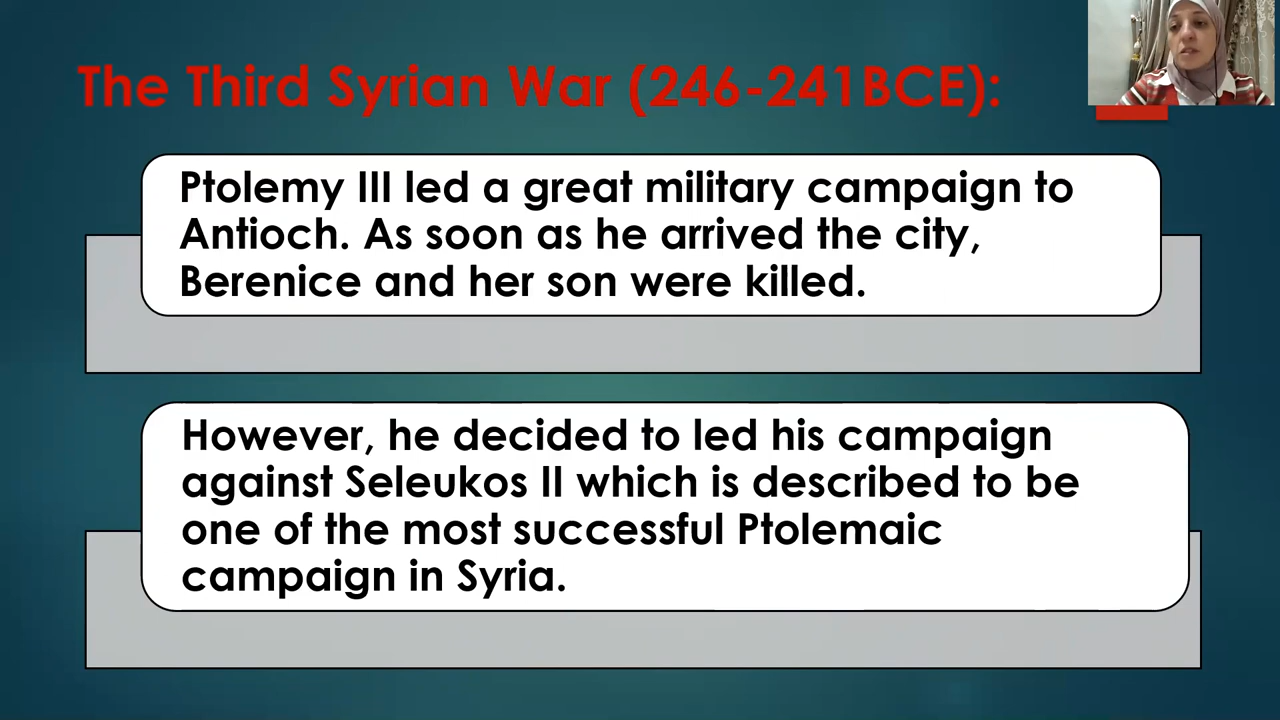 The Third Syrian War (246-241BCE):
Ptolemy III led a great military campaign to
Antioch. As soon as he arrived the city,
Berenice and her son were killed.
However, he decided to led his campaign
against Seleukos II which is described to be
one of the most successful Ptolemaic
campaign in Syria.